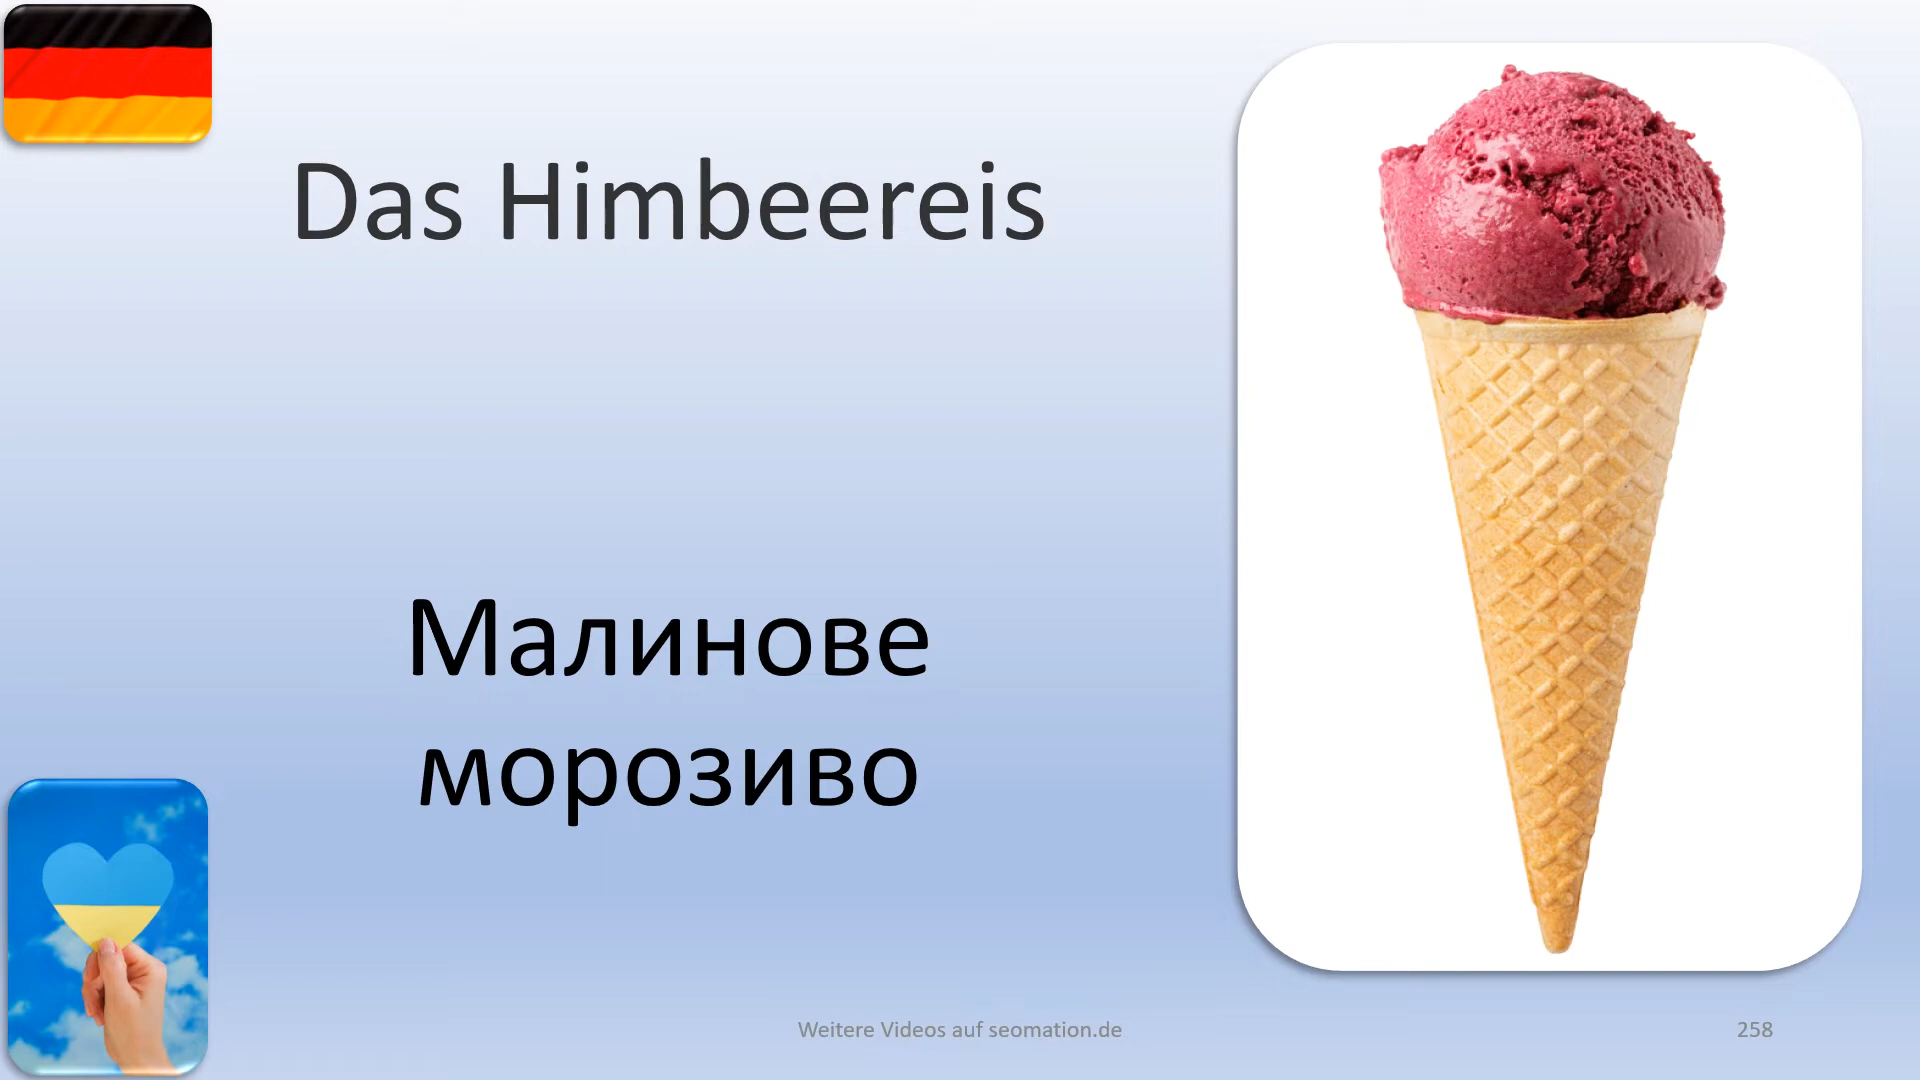 Das Himbeereis
Малинове
морозиво
Weitere Videos auf seomation.de
258